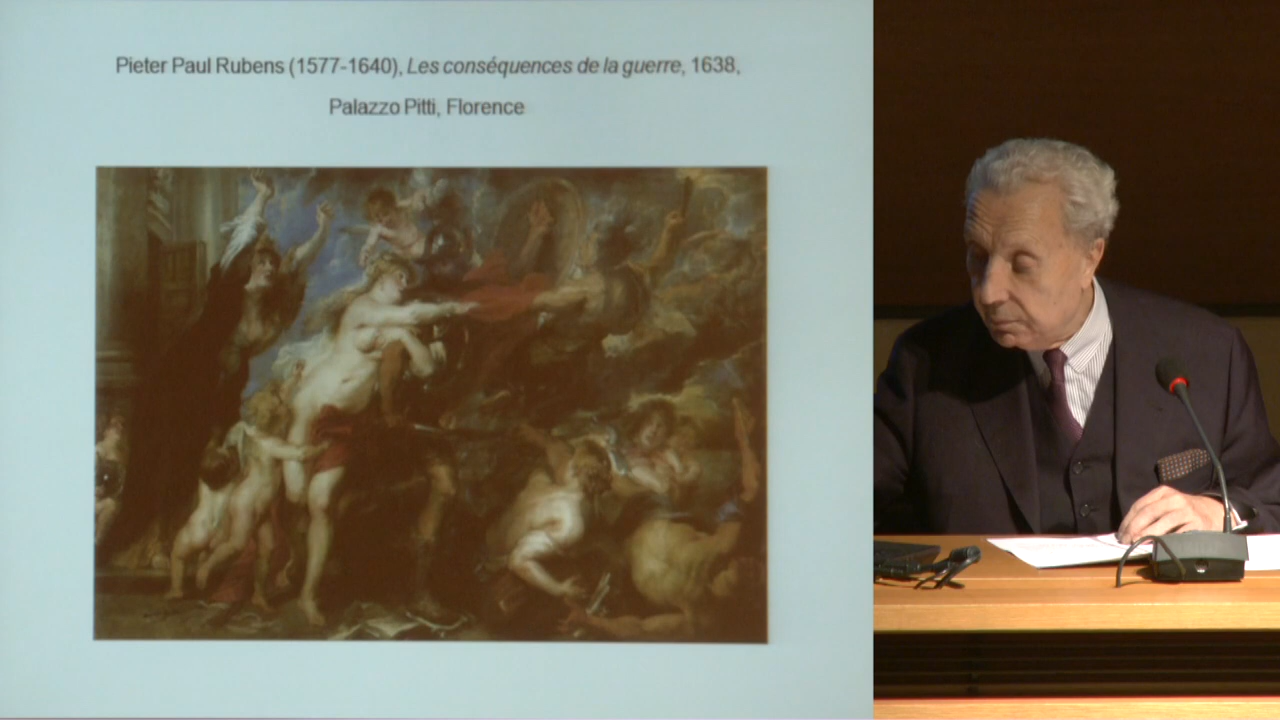 Pieter Paul Rubens (1577-1640), Les conséquences de la guerre, 1638,
Palazzo Pitti, Florence